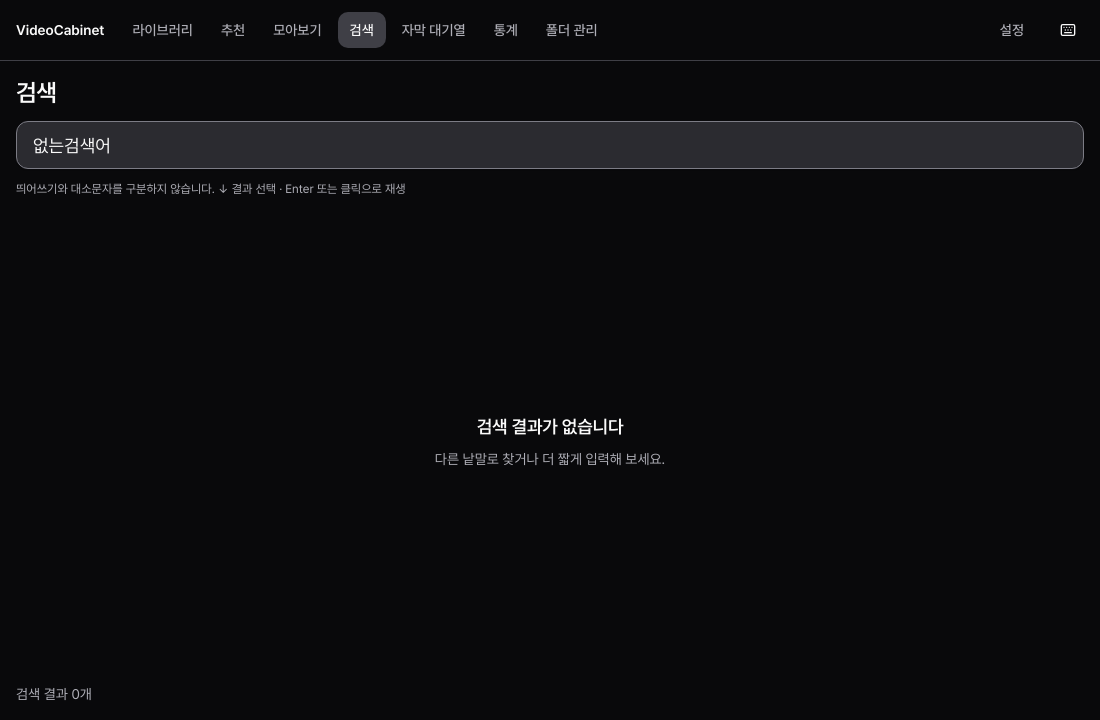 VideoCabinet 라이브러리 추천 모아보기 검색 자막 대기열 통계 폴더 관리 설정
검색
없는검색어
띄어쓰기와 대소문자를 구분하지 않습니다. ↓ 결과 선택 · Enter 또는 클릭으로 재생
검색 결과가 없습니다
다른 낱말로 찾거나 더 짧게 입력해 보세요.
검색 결과 0개